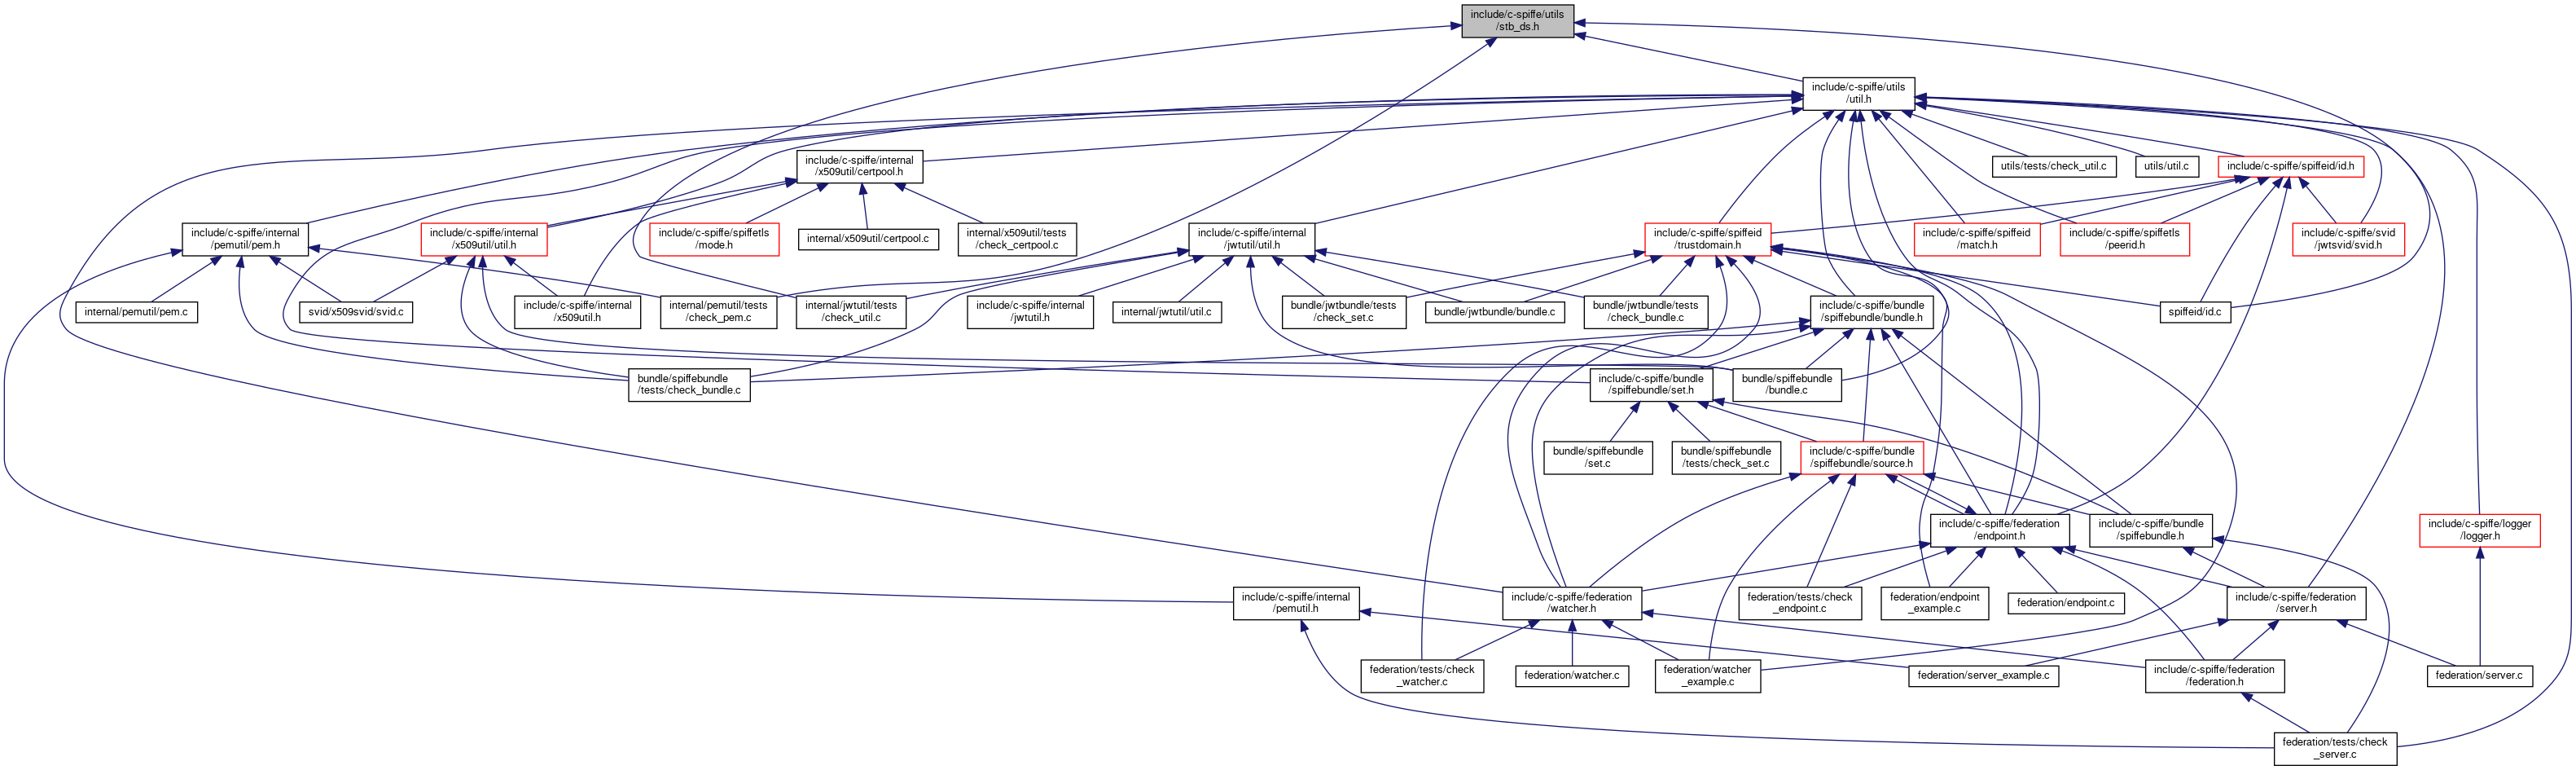 include/c-spiffe/utils
/stb_ds.h
include/c-spiffe/utils
/util.h
include/c-spiffe/internal
/x509util/certpool.h
utils/tests/check_util.c
utils/util.c
include/c-spiffe/spiffeid/id.h
include/c-spiffe/internal
/pemutil/pem.h
include/c-spiffe/internal
/x509util/util.h
include/c-spiffe/spiffetls
/mode.h
internal/x509util/certpool.c
internal/x509util/tests
/check_certpool.c
include/c-spiffe/internal
/jwtutil/util.h
include/c-spiffe/spiffeid
/trustdomain.h
include/c-spiffe/spiffeid
/match.h
include/c-spiffe/spiffetls
/peerid.h
include/c-spiffe/svid
/jwtsvid/svid.h
internal/pemutil/pem.c
svid/x509svid/svid.c
include/c-spiffe/internal
/x509util.h
internal/pemutil/tests
/check_pem.c
internal/jwtutil/tests
/check_util.c
include/c-spiffe/internal
/jwtutil.h
internal/jwtutil/util.c
bundle/jwtbundle/tests
/check_set.c
bundle/jwtbundle/bundle.c
bundle/jwtbundle/tests
/check_bundle.c
include/c-spiffe/bundle
/spiffebundle/bundle.h
spiffeid/id.c
bundle/spiffebundle
/tests/check_bundle.c
include/c-spiffe/bundle
/spiffebundle/set.h
bundle/spiffebundle
/bundle.c
bundle/spiffebundle
/set.c
bundle/spiffebundle
/tests/check_set.c
include/c-spiffe/bundle
/spiffebundle/source.h
include/c-spiffe/federation
/endpoint.h
include/c-spiffe/bundle
/spiffebundle.h
include/c-spiffe/logger
/logger.h
include/c-spiffe/internal
/pemutil.h
include/c-spiffe/federation
/watcher.h
federation/tests/check
_endpoint.c
federation/endpoint
_example.c
federation/endpoint.c
include/c-spiffe/federation
/server.h
federation/tests/check
_watcher.c
federation/watcher.c
federation/watcher
_example.c
federation/server_example.c
include/c-spiffe/federation
/federation.h
federation/server.c
federation/tests/check
_server.c